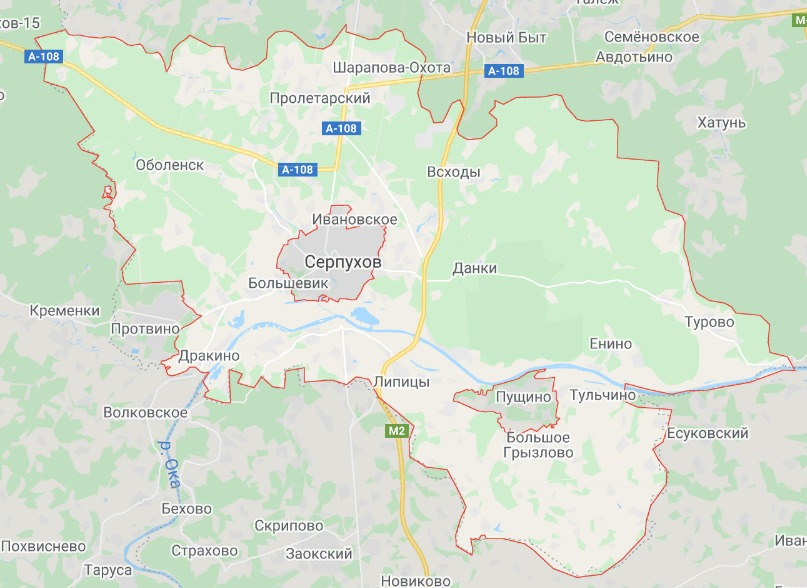 ков-15
Талеж
М-
Новый Быт
Семёновское
А-108
Шарапова-Охота
А-108
Авдотьино
Пролетарский
Хатунь
А-108
Оболенск
А-108
Всходы
Ивановское
Серпухов
Данки
Большевик
Кременки
Протвино
Турово
Енино
Дракино
Липицы
Пущино
Тульчино
Волковское
М2
Большое
Грызлово
Есуковский
р. Ока
Бехово
Скрипово
Похвиснево
Страхово
Заокский
Иван
Таруса
Новиково